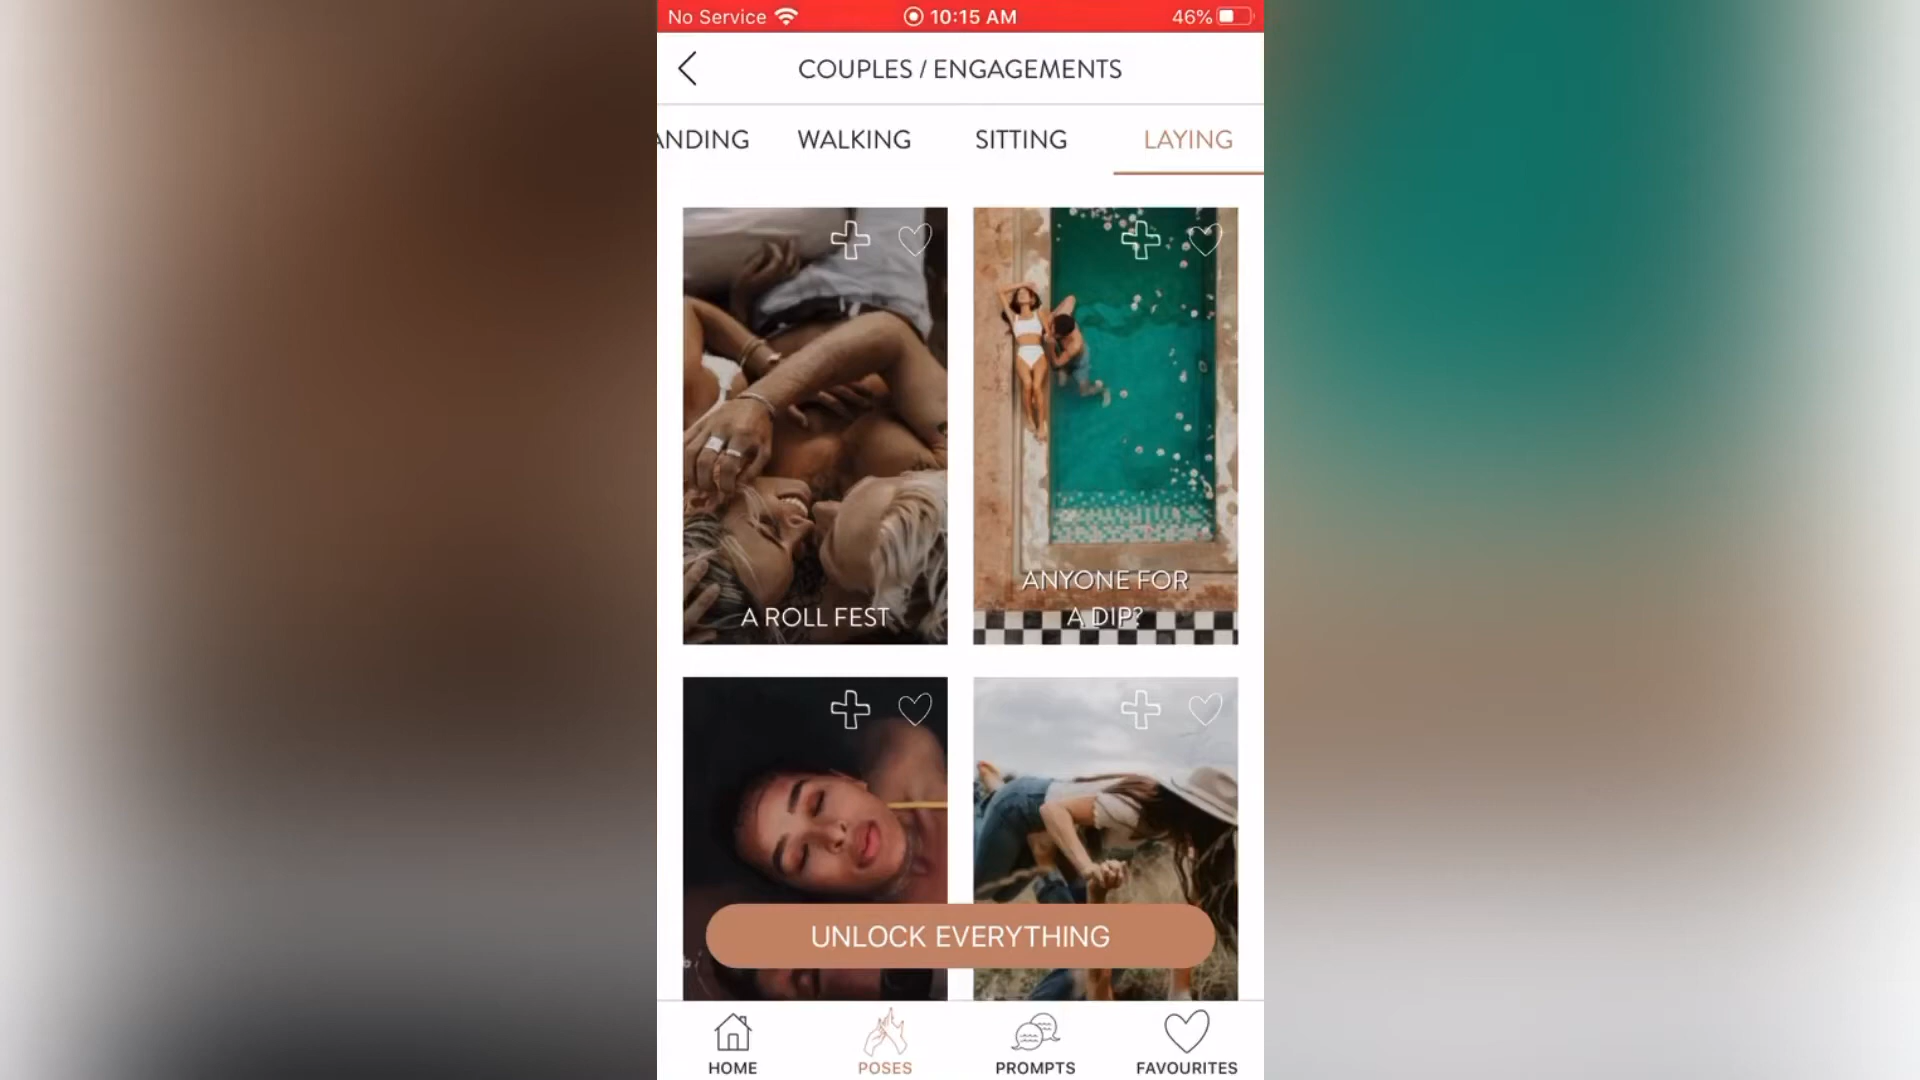 No Service 10:15 AM 46%
COUPLES / ENGAGEMENTS
ANDING WALKING SITTING LAYING
A ROLL FEST
ANYONE FOR
A DIP?
UNLOCK EVERYTHING
HOME POSES PROMPTS FAVOURITES